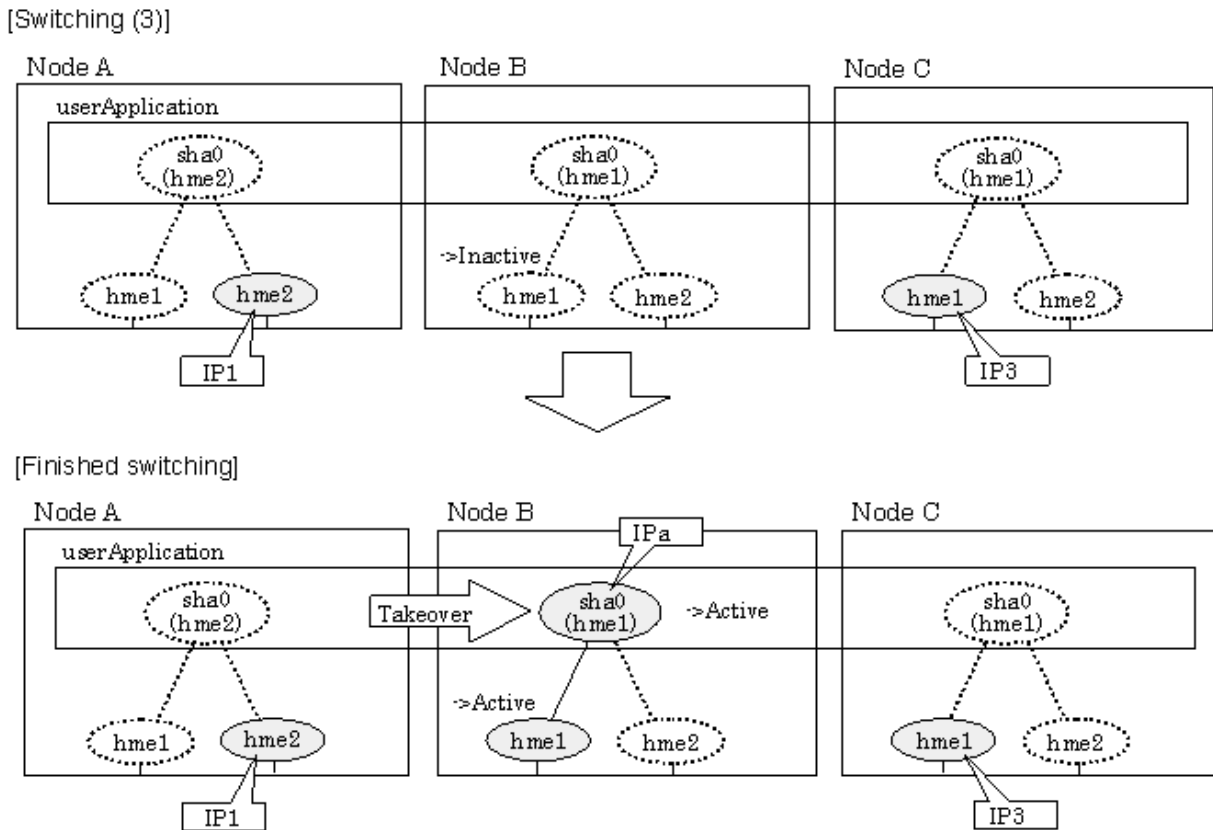 [Switching (3)]
Node A
Node B
Node C
userApplication
sha0
(hme2)
sha0
(hme1)
sha0
(hme1)
->Inactive
hme1
hme2
hme1
hme2
hme1
hme2
IP1
IP3
[Finished switching]
Node A
Node B
Node C
IPa
userApplication
sha0
(hme2)
Takeover
sha0
(hme1)
->Active
sha0
(hme1)
->Active
hme1
hme2
hme1
hme2
hme1
hme2
IP1
IP3